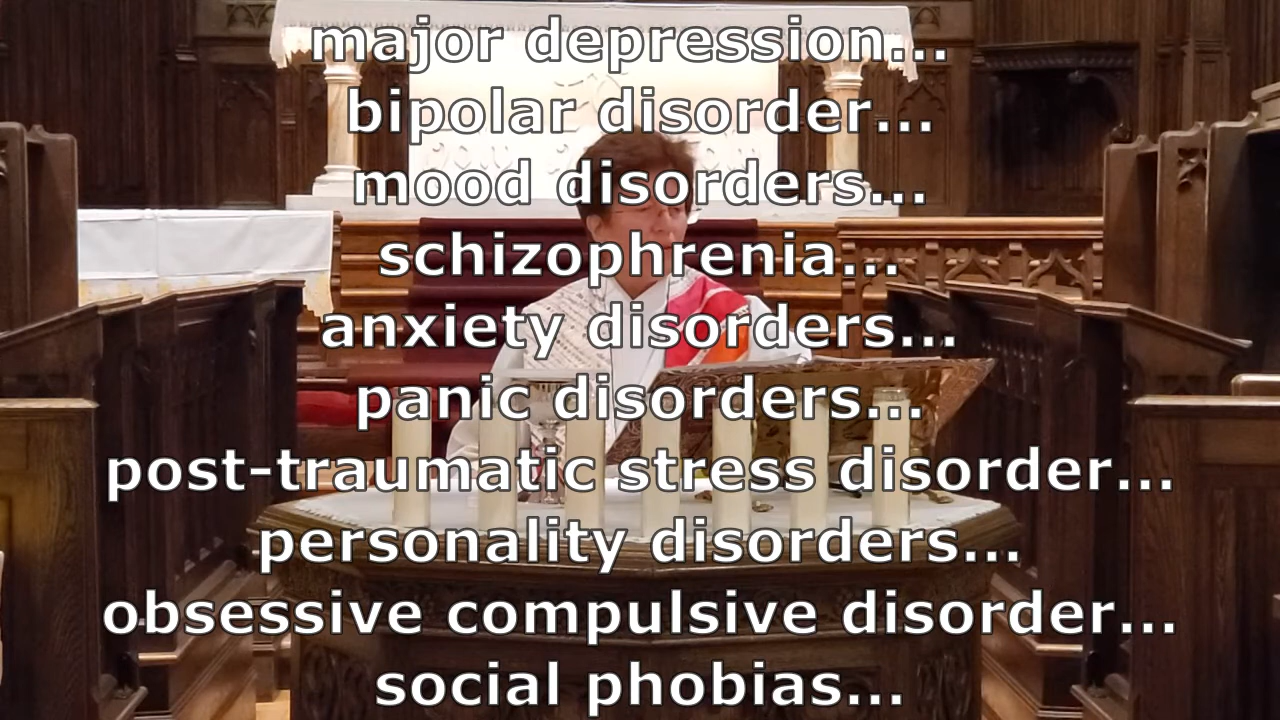 major depression...
bipolar disorder...
mood disorders...
schizophrenia...
anxiety disorders...
panic disorders...
post-traumatic stress disorder...
personality disorders...
obsessive compulsive disorder...
social phobias...